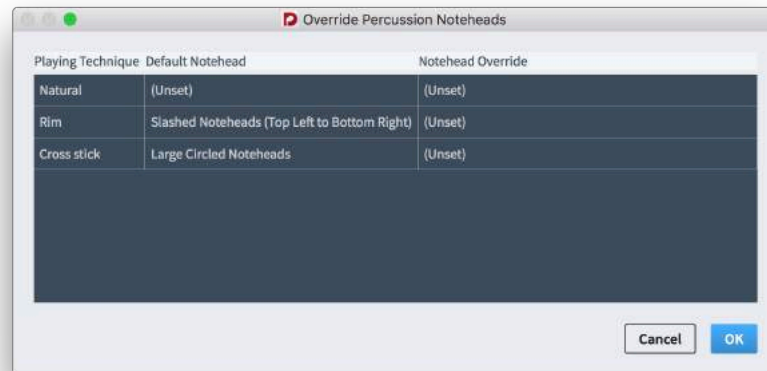 Override Percussion Noteheads
Playing Technique Default Notehead Notehead Override
Natural (Unset) (Unset)
Rim Slashed Noteheads (Top Left to Bottom Right) (Unset)
Cross stick Large Circled Noteheads (Unset)
Cancel OK